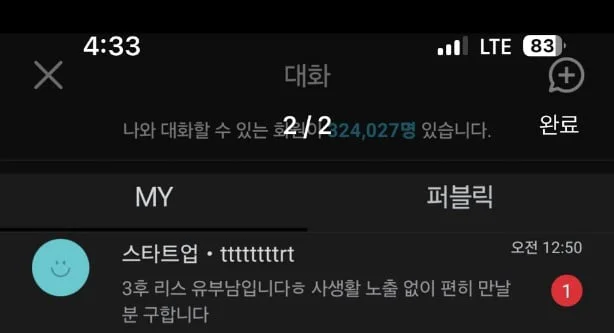 4:33 LTE 83
대화
나와 대화할 수 있는 회원이 324,027명 있습니다.
2 / 2
완료
MY 퍼블릭
스타트업 • ttttttttrt 오전 12:50
3후 리스 유부남입니다ㅎ 사생활 노출 없이 편히 만날
분 구합니다
1